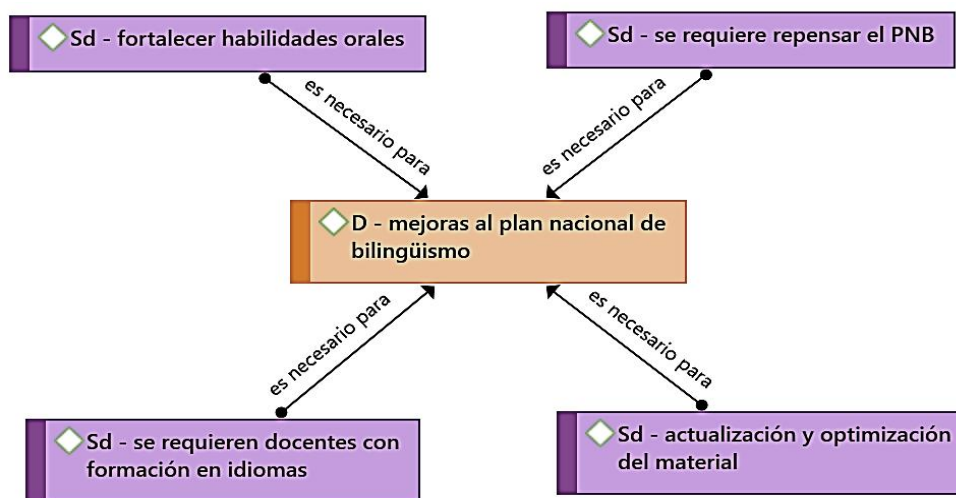 Sd - fortalecer habilidades orales
Sd - se requiere repensar el PNB
es necesario para
es necesario para
D - mejoras al plan nacional de
bilingüismo
es necesario para
es necesario para
Sd - se requieren docentes con
formación en idiomas
Sd - actualización y optimización
del material